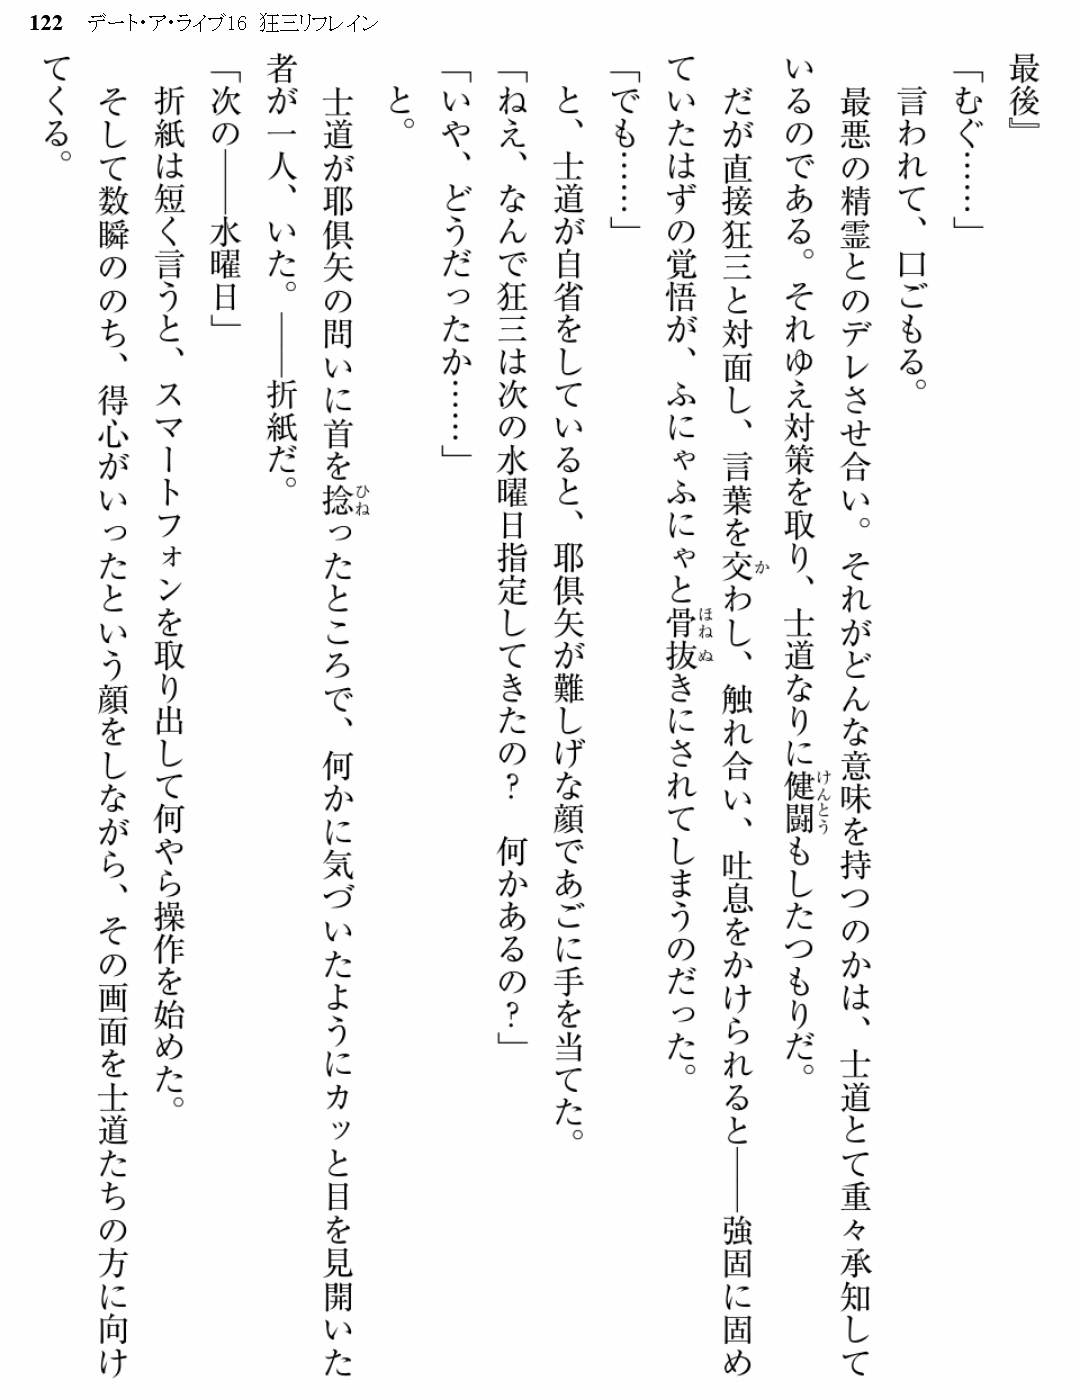 122 デート・ア・ライブ16 狂三リフレイン
最後』
「むぐ……」
言われて、口ごもる。
最悪の精霊とのデレさせ合い。それがどんな意味を持つのかは、士道とて重々承知して
いるのである。それゆえ対策を取り、士道なりに健闘もしたつもりだ。
だが直接狂三と対面し、言葉を交わし、触れ合い、吐息をかけられると――強固に固め
ていたはずの覚悟が、ふにゃふにゃと骨抜きにされてしまうのだった。
「でも……」
と、士道が自省をしていると、耶倶矢が難しげな顔であごに手を当てた。
「ねえ、なんで狂三は次の水曜日指定してきたの?　何かあるの?」
「いや、どうだったか……」
と。
士道が耶倶矢の問いに首を捻ったところで、何かに気づいたようにカッと目を見開いた
者が一人、いた。――折紙だ。
「次の――水曜日」
折紙は短く言うと、スマートフォンを取り出して何やら操作を始めた。
そして数瞬ののち、得心がいったという顔をしながら、その画面を士道たちの方に向け
てくる。